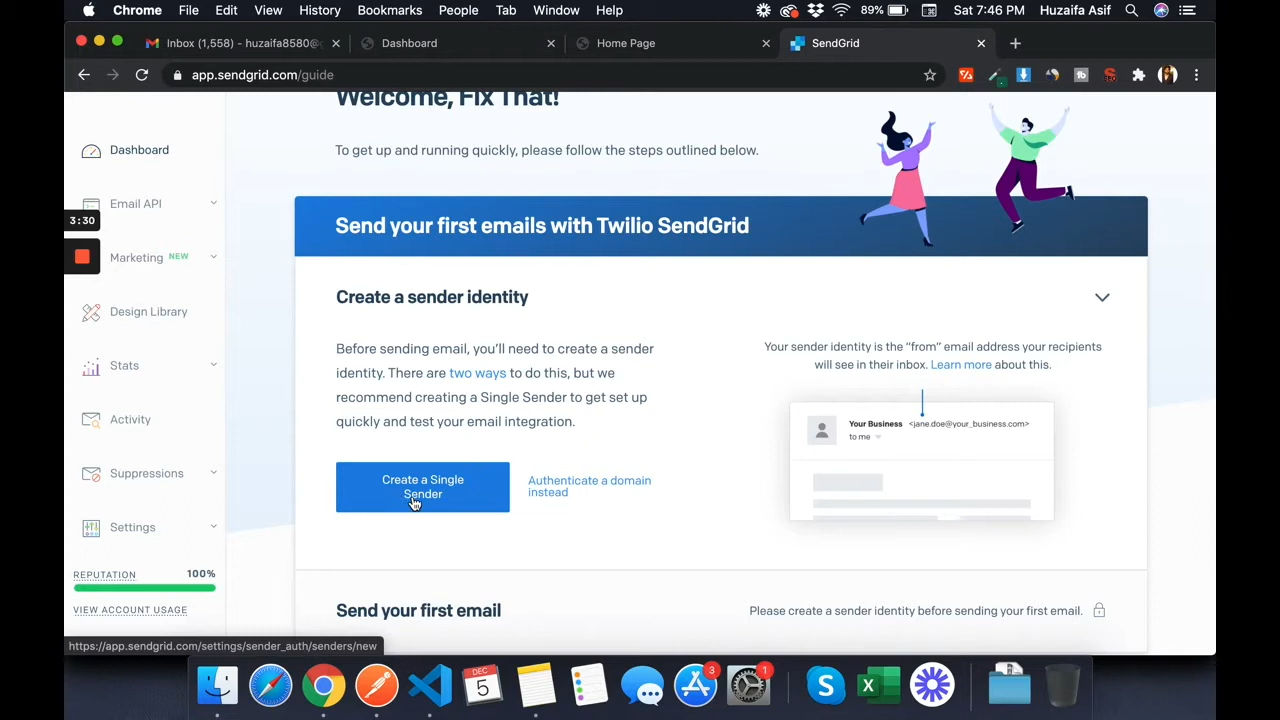 Chrome File Edit View History Bookmarks People Tab Window Help 89% Sat 7:46 PM Huzaifa Asif
Inbox (1,558) - huzaifa8580@g
Dashboard
Home Page
SendGrid
app.sendgrid.com/guide
Welcome, Fix That!
To get up and running quickly, please follow the steps outlined below.
Dashboard
Email API
3:30
Marketing NEW
Design Library
Stats
Activity
Suppressions
Settings
REPUTATION 100%
VIEW ACCOUNT USAGE
Send your first emails with Twilio SendGrid
Create a sender identity
Before sending email, you'll need to create a sender
identity. There are two ways to do this, but we
recommend creating a Single Sender to get set up
quickly and test your email integration.
Create a Single
Sender
Authenticate a domain
instead
Your sender identity is the "from" email address your recipients
will see in their inbox. Learn more about this.
Your Business <jane.doe@your_business.com>
to me
Send your first email
Please create a sender identity before sending your first email.
https://app.sendgrid.com/settings/sender_auth/senders/new
DEC
5
3
1